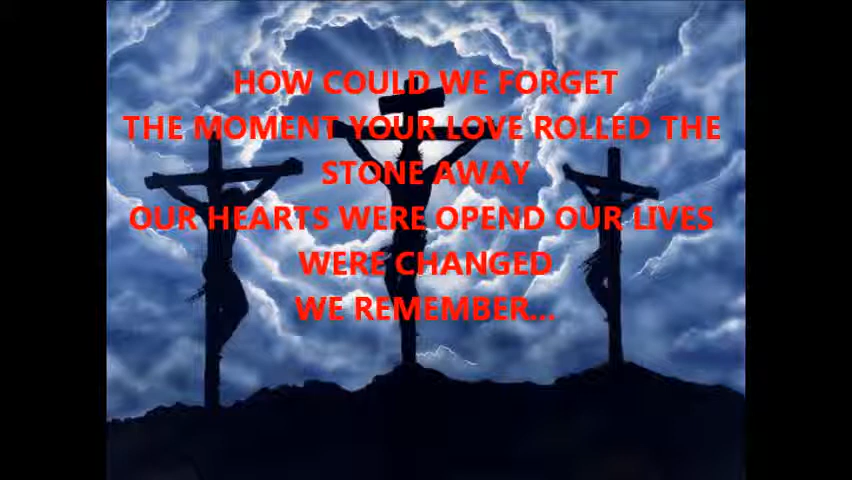 HOW COULD WE FORGET
THE MOMENT YOUR LOVE ROLLED THE
STONE AWAY
OUR HEARTS WERE OPEND OUR LIVES
WERE CHANGED
WE REMEMBER...